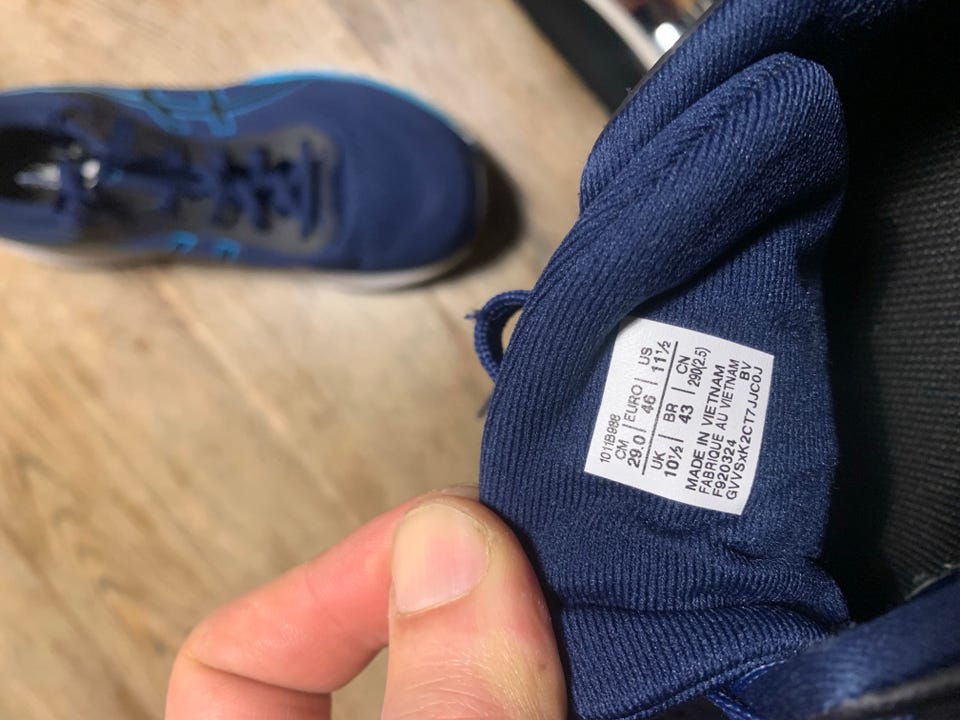 1011B988
CM | EURO | US
29.0 | 46 | 11½
UK | BR | CN
10½ | 43 | 290(2.5)
MADE IN VIETNAM
FABRIQUE AU VIETNAM
F920324 BV
GVVSxK2CT7JJC0J